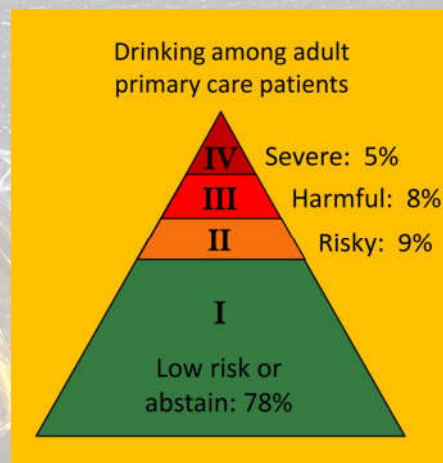 Drinking among adult
primary care patients
IV Severe: 5%
III Harmful: 8%
II Risky: 9%
I
Low risk or
abstain: 78%